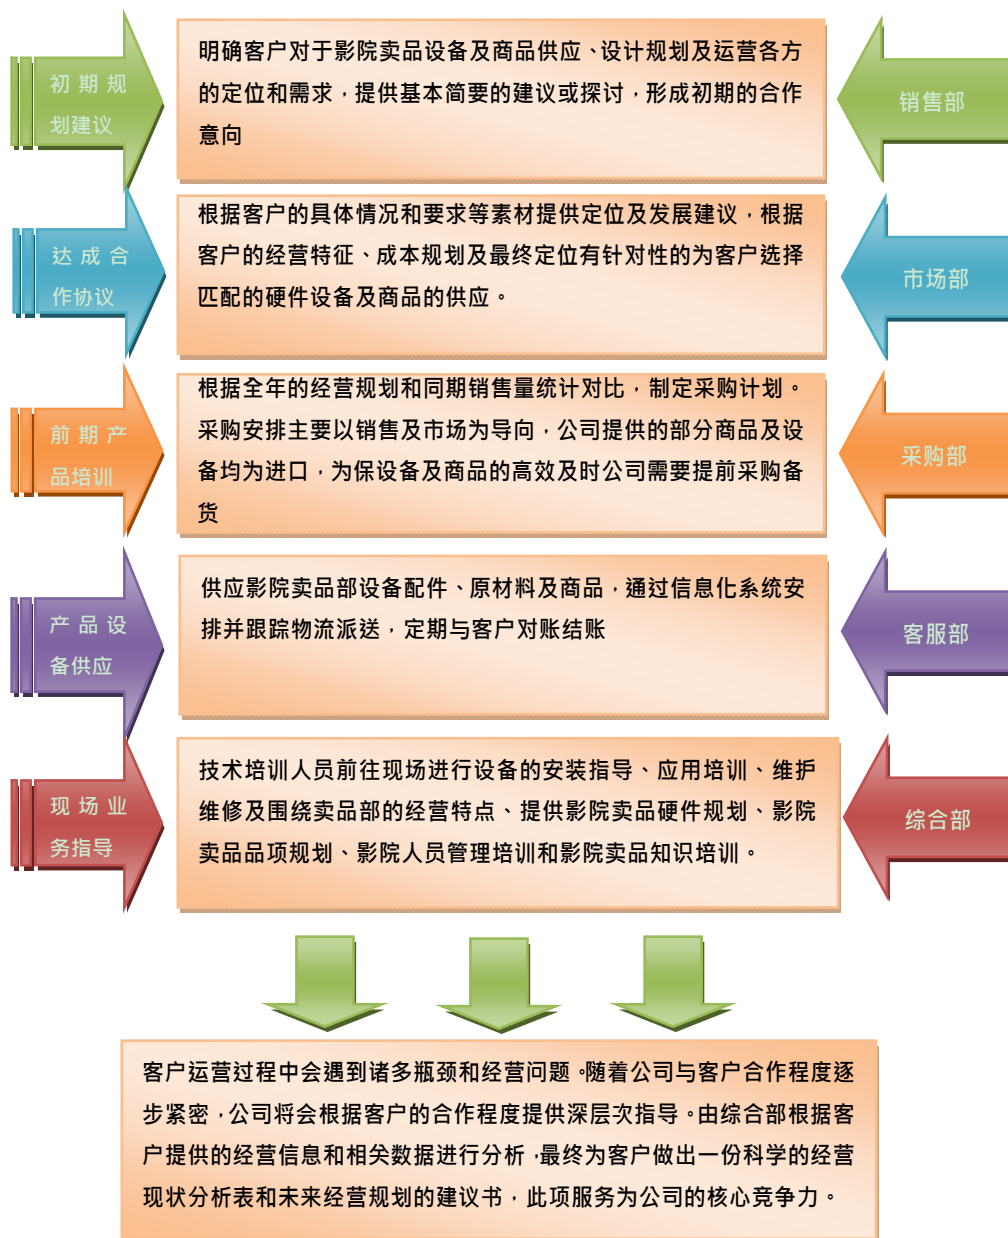 初期规
划建议
明确客户对于影院卖品设备及商品供应、设计规划及运营各方
的定位和需求，提供基本简要的建议或探讨，形成初期的合作
意向
销售部
达成合
作协议
根据客户的具体情况和要求等素材提供定位及发展建议，根据
客户的经营特征、成本规划及最终定位有针对性的为客户选择
匹配的硬件设备及商品的供应。
市场部
前期产
品培训
根据全年的经营规划和同期销售量统计对比，制定采购计划。
采购安排主要以销售及市场为导向，公司提供的部分商品及设
备均为进口，为保设备及商品的高效及时公司需要提前采购备
货
采购部
产品设
备供应
供应影院卖品部设备配件、原材料及商品，通过信息化系统安
排并跟踪物流派送，定期与客户对账结账
客服部
现场业
务指导
技术培训人员前往现场进行设备的安装指导、应用培训、维护
维修及围绕卖品部的经营特点、提供影院卖品硬件规划、影院
卖品品项规划、影院人员管理培训和影院卖品知识培训。
综合部
客户运营过程中会遇到诸多瓶颈和经营问题。随着公司与客户合作程度逐
步紧密，公司将会根据客户的合作程度提供深层次指导。由综合部根据客
户提供的经营信息和相关数据进行分析，最终为客户做出一份科学的经营
现状分析表和未来经营规划的建议书，此项服务为公司的核心竞争力。